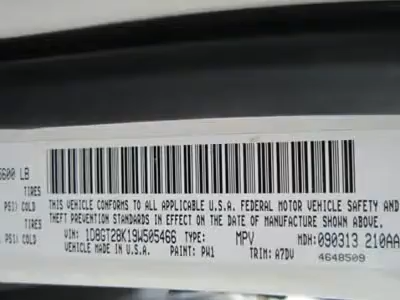 6600 LB
TIRES
PSI) COLD
TIRES
PSI) COLD
THIS VEHICLE CONFORMS TO ALL APPLICABLE U.S.A. FEDERAL MOTOR VEHICLE SAFETY AND
THEFT PREVENTION STANDARDS IN EFFECT ON THE DATE OF MANUFACTURE SHOWN ABOVE.
VIN: 1D8GT28K19W505466 TYPE: MPV MDH: 090313 210AA
VEHICLE MADE IN U.S.A. PAINT: PW1 TRIM: A7DV 4648509